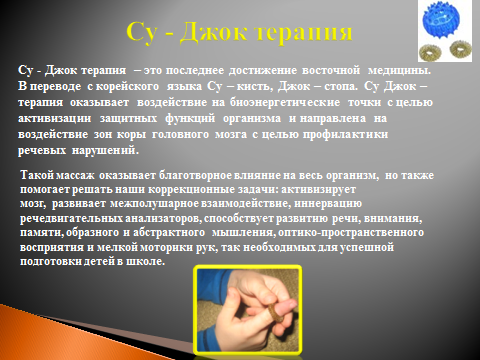 Су - Джок терапия
Су - Джок терапия – это последнее достижение восточной медицины.
В переводе с корейского языка Су – кисть, Джок – стопа. Су Джок –
терапия оказывает воздействие на биоэнергетические точки с целью
активизации защитных функций организма и направлена на
воздействие зон коры головного мозга с целью профилактики
речевых нарушений.
Такой массаж оказывает благотворное влияние на весь организм, но также
помогает решать наши коррекционные задачи: активизирует
мозг, развивает межполушарное взаимодействие, иннервацию
речедвигательных анализаторов, способствует развитию речи, внимания,
памяти, образного и абстрактного мышления, оптико-пространственного
восприятия и мелкой моторики рук, так необходимых для успешной
подготовки детей в школе.